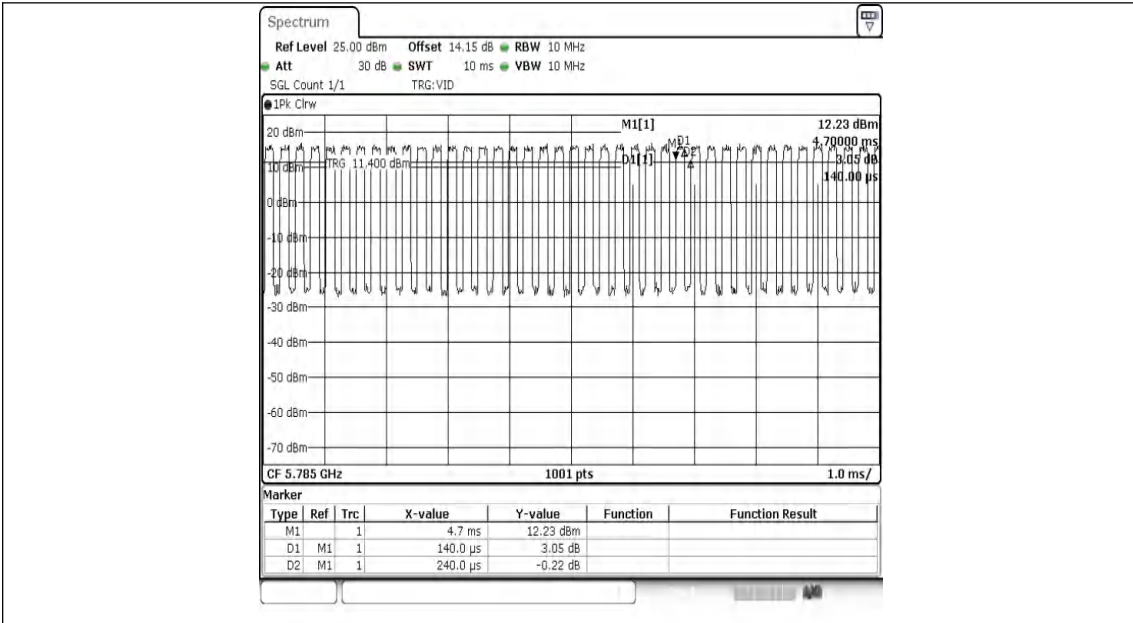 Spectrum
Ref Level 25.00 dBm Offset 14.15 dB RBW 10 MHz
Att 30 dB SWT 10 ms VBW 10 MHz
SGL Count 1/1 TRG:VID
1Pk Clrw
M1[1] 12.23 dBm
4.70000 ms
D1[1] 3.05 dB
140.00 µs
M1 D1
D2
20 dBm
TRG 11.400 dBm
10 dBm
0 dBm
-10 dBm
-20 dBm
-30 dBm
-40 dBm
-50 dBm
-60 dBm
-70 dBm
CF 5.785 GHz 1001 pts 1.0 ms/
Marker
Type Ref Trc X-value Y-value Function Function Result
M1 1 4.7 ms 12.23 dBm
D1 M1 1 140.0 µs 3.05 dB
D2 M1 1 240.0 µs -0.22 dB